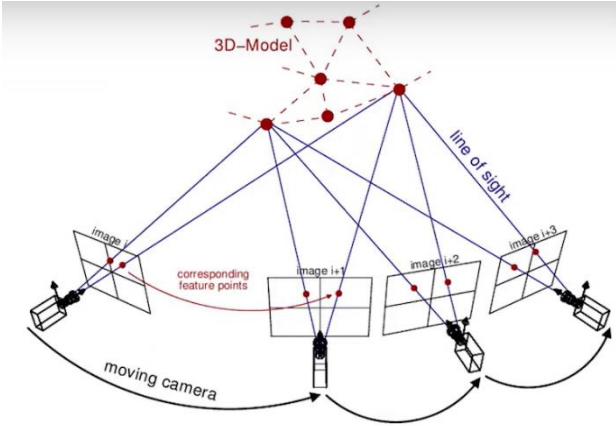 3D–Model
line of sight
image i
image i+1
image i+2
image i+3
corresponding
feature points
moving camera